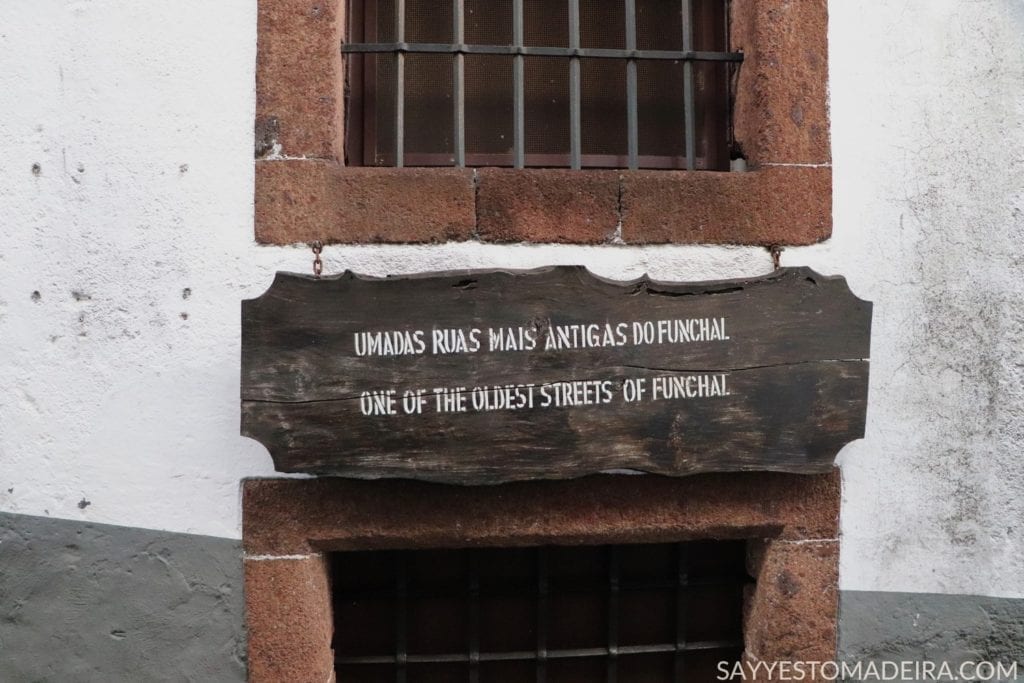 UMADAS RUAS MAIS ANTIGAS DO FUNCHAL
ONE OF THE OLDEST STREETS OF FUNCHAL
SAYYESTOMADEIRA.COM